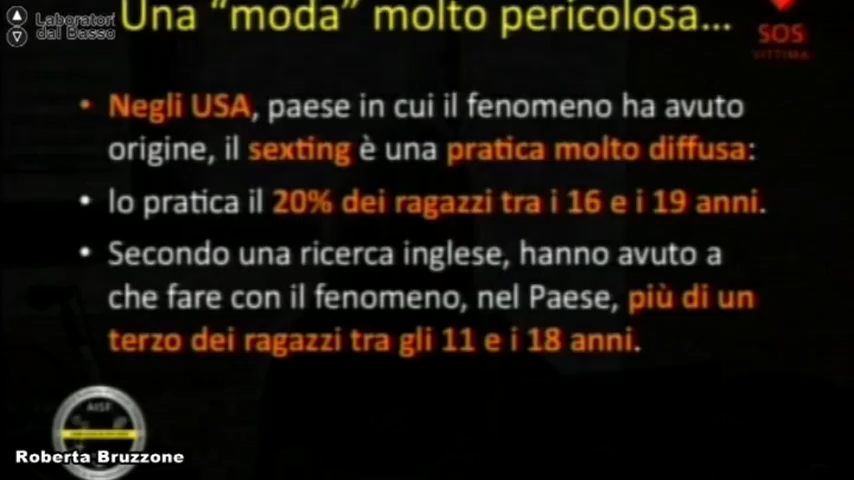 Laboratori
dal Basso
Una “moda” molto pericolosa...
SOS
VITTIMA
• Negli USA, paese in cui il fenomeno ha avuto
origine, il sexting è una pratica molto diffusa:
• lo pratica il 20% dei ragazzi tra i 16 e i 19 anni.
• Secondo una ricerca inglese, hanno avuto a
che fare con il fenomeno, nel Paese, più di un
terzo dei ragazzi tra gli 11 e i 18 anni.
AISF
Roberta Bruzzone